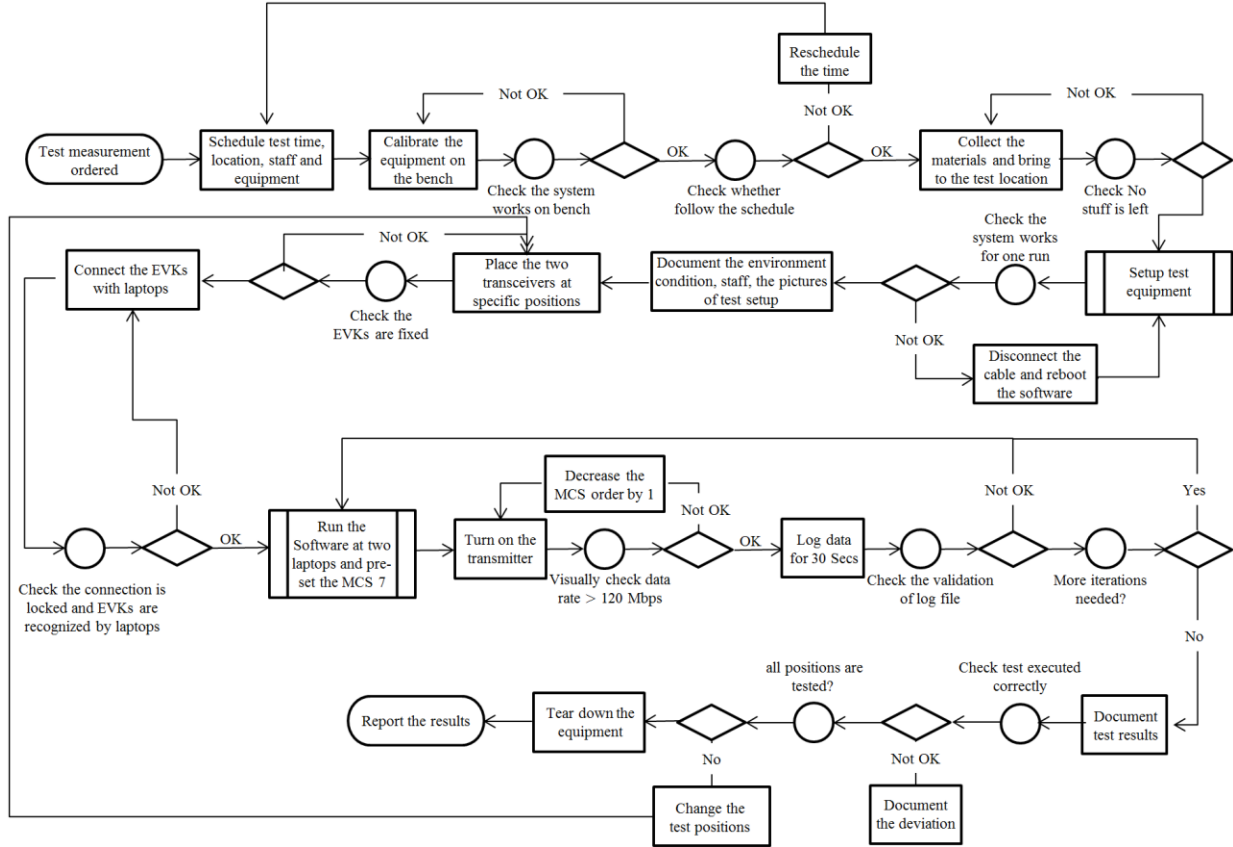 Reschedule
the time
Not OK
Not OK
Not OK
Test measurement
ordered
Schedule test time,
location, staff and
equipment
Calibrate the
equipment on
the bench
OK
OK
Collect the
materials and bring
to the test location
Check the system
works on bench
Check whether
follow the schedule
Check No
stuff is left
Connect the EVKs
with laptops
Not OK
Place the two
transceivers at
specific positions
Document the environment
condition, staff, the pictures
of test setup
Check the
system works
for one run
Setup test
equipment
Check the
EVKs are fixed
Not OK
Disconnect the
cable and reboot
the software
Not OK
Decrease the
MCS order by 1
Not OK
Not OK
Yes
OK
Run the
Software at two
laptops and pre-
set the MCS 7
Turn on the
transmitter
OK
Log data
for 30 Secs
Check the connection is
locked and EVKs are
recognized by laptops
Visually check data
rate > 120 Mbps
Check the validation
of log file
More iterations
needed?
No
Report the results
Tear down the
equipment
all positions are
tested?
Check test executed
correctly
Document
test results
No
Not OK
Change the
test positions
Document
the deviation